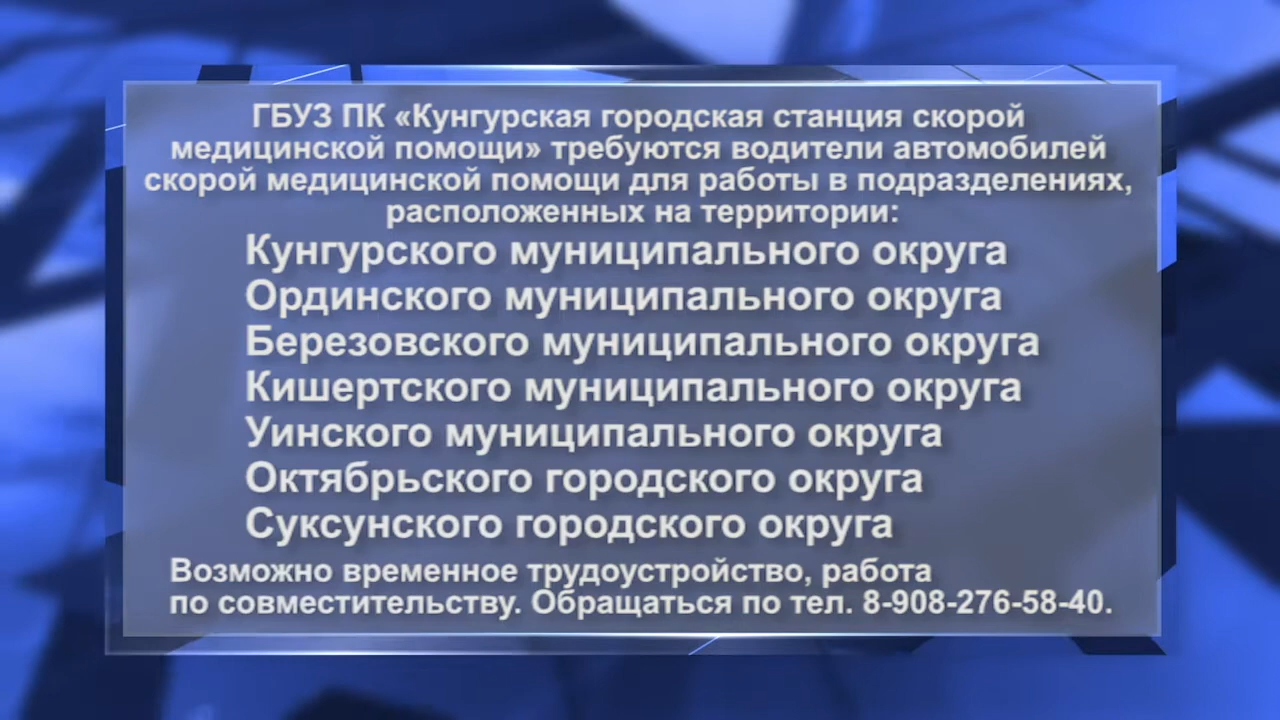 ГБУЗ ПК «Кунгурская городская станция скорой
медицинской помощи» требуются водители автомобилей
скорой медицинской помощи для работы в подразделениях,
расположенных на территории:
Кунгурского муниципального округа
Ординского муниципального округа
Березовского муниципального округа
Кишертского муниципального округа
Уинского муниципального округа
Октябрьского городского округа
Суксунского городского округа
Возможно временное трудоустройство, работа
по совместительству. Обращаться по тел. 8-908-276-58-40.